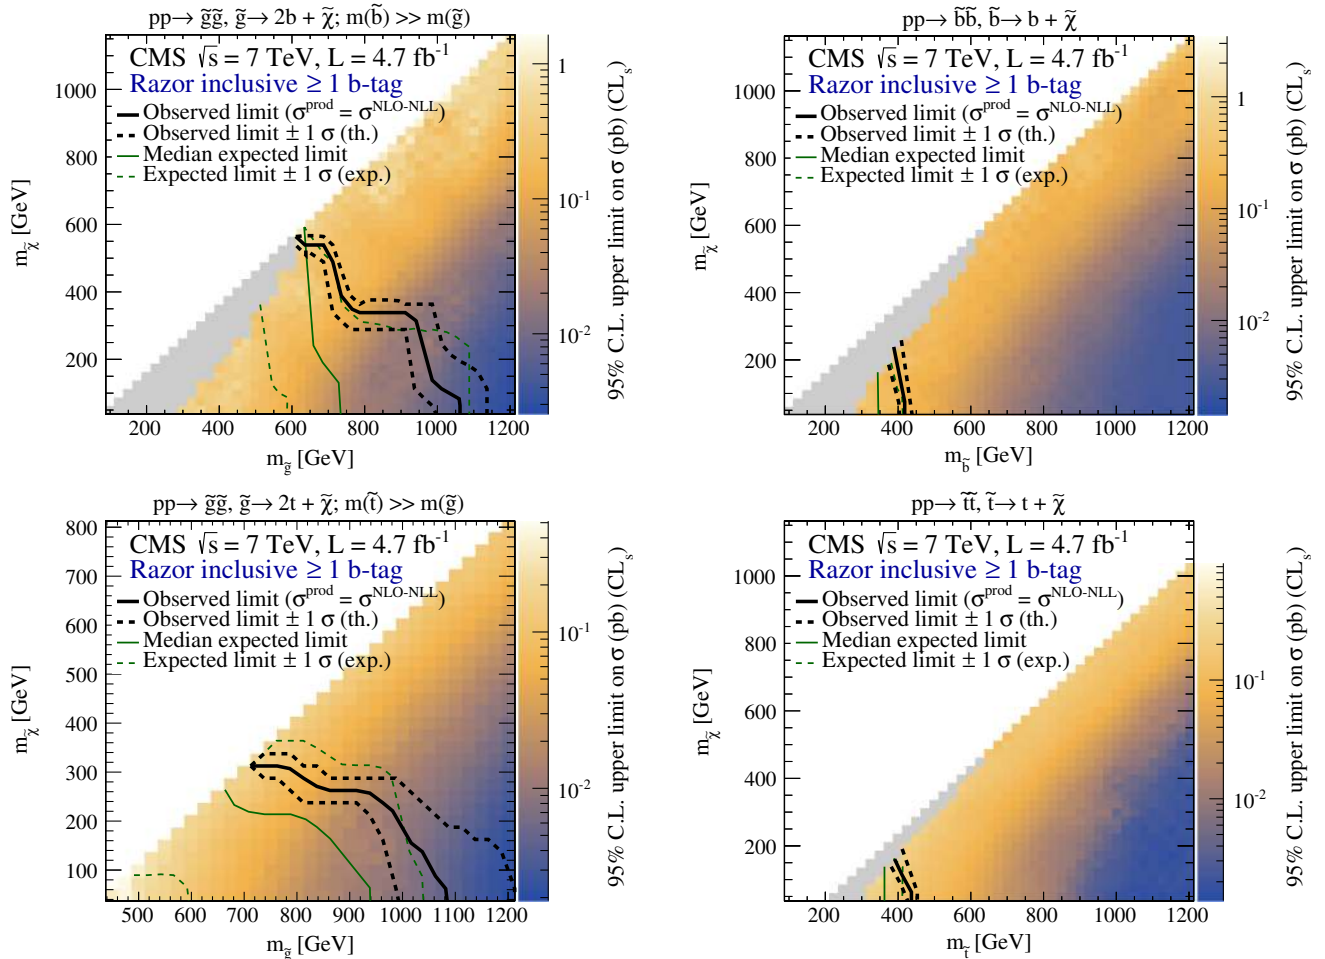 pp→ g̃g̃, g̃→ 2b + χ̃; m(b̃) >> m(g̃)
CMS √s = 7 TeV, L = 4.7 fb⁻¹
Razor inclusive ≥ 1 b-tag
Observed limit (σ^prod = σ^NLO-NLL)
Observed limit ± 1 σ (th.)
Median expected limit
Expected limit ± 1 σ (exp.)
1000
800
600
400
200
m_χ̃ [GeV]
200 400 600 800 1000 1200
m_g̃ [GeV]
1
10⁻¹
10⁻²
95% C.L. upper limit on σ (pb) (CL_s)
pp→ b̃b̃, b̃→ b + χ̃
CMS √s = 7 TeV, L = 4.7 fb⁻¹
Razor inclusive ≥ 1 b-tag
Observed limit (σ^prod = σ^NLO-NLL)
Observed limit ± 1 σ (th.)
Median expected limit
Expected limit ± 1 σ (exp.)
1000
800
600
400
200
m_χ̃ [GeV]
200 400 600 800 1000 1200
m_b̃ [GeV]
1
10⁻¹
10⁻²
95% C.L. upper limit on σ (pb) (CL_s)
pp→ g̃g̃, g̃→ 2t + χ̃; m(t̃) >> m(g̃)
CMS √s = 7 TeV, L = 4.7 fb⁻¹
Razor inclusive ≥ 1 b-tag
Observed limit (σ^prod = σ^NLO-NLL)
Observed limit ± 1 σ (th.)
Median expected limit
Expected limit ± 1 σ (exp.)
800
700
600
500
400
300
200
100
m_χ̃ [GeV]
500 600 700 800 900 1000 1100 1200
m_g̃ [GeV]
10⁻¹
10⁻²
95% C.L. upper limit on σ (pb) (CL_s)
pp→ t̃t̃, t̃→ t + χ̃
CMS √s = 7 TeV, L = 4.7 fb⁻¹
Razor inclusive ≥ 1 b-tag
Observed limit (σ^prod = σ^NLO-NLL)
Observed limit ± 1 σ (th.)
Median expected limit
Expected limit ± 1 σ (exp.)
1000
800
600
400
200
m_χ̃ [GeV]
200 400 600 800 1000 1200
m_t̃ [GeV]
10⁻¹
10⁻²
95% C.L. upper limit on σ (pb) (CL_s)